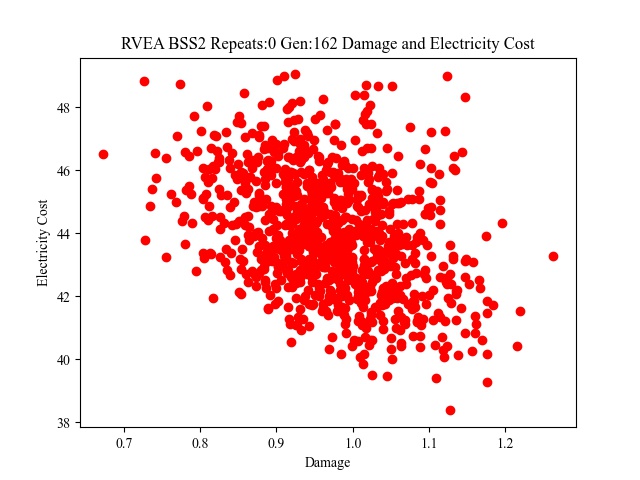 RVEA BSS2 Repeats:0 Gen:162 Damage and Electricity Cost
48
46
44
42
40
38
Electricity Cost
0.7 0.8 0.9 1.0 1.1 1.2
Damage